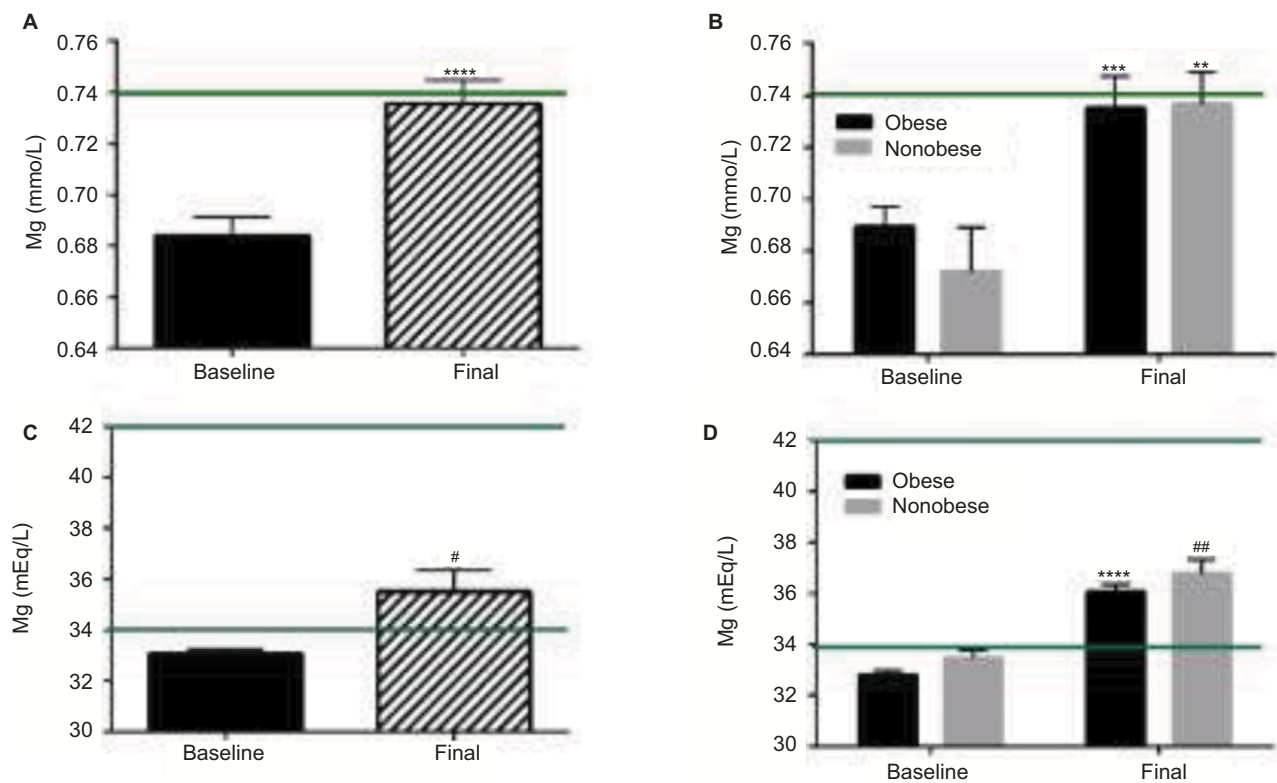 A
Mg (mmo/L)
0.76
0.74
0.72
0.70
0.68
0.66
0.64
****
Baseline
Final
B
Mg (mmo/L)
0.76
0.74
0.72
0.70
0.68
0.66
0.64
Obese
Nonobese
***
**
Baseline
Final
C
Mg (mEq/L)
42
40
38
36
34
32
30
#
Baseline
Final
D
Mg (mEq/L)
42
40
38
36
34
32
30
Obese
Nonobese
****
##
Baseline
Final